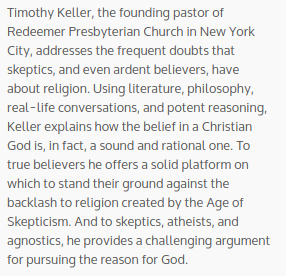 Timothy Keller, the founding pastor of
Redeemer Presbyterian Church in New York
City, addresses the frequent doubts that
skeptics, and even ardent believers, have
about religion. Using literature, philosophy,
real-life conversations, and potent reasoning,
Keller explains how the belief in a Christian
God is, in fact, a sound and rational one. To
true believers he offers a solid platform on
which to stand their ground against the
backlash to religion created by the Age of
Skepticism. And to skeptics, atheists, and
agnostics, he provides a challenging argument
for pursuing the reason for God.